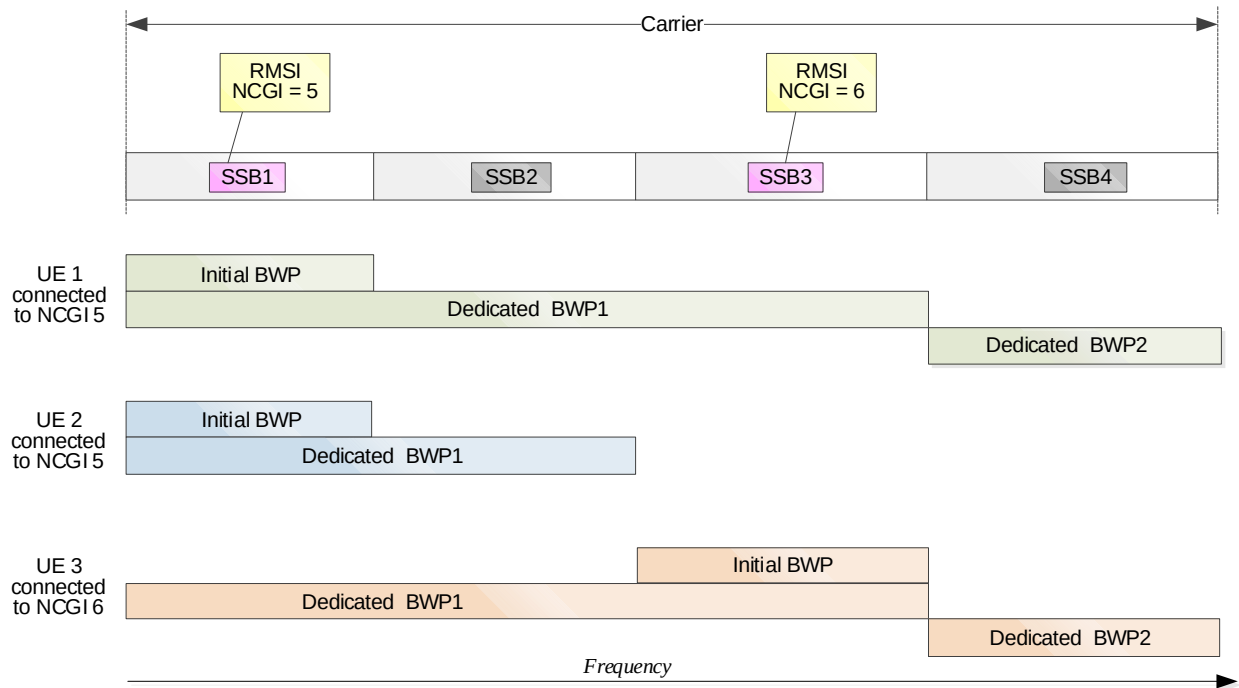 Carrier
RMSI
NCGI = 5
RMSI
NCGI = 6
SSB1
SSB2
SSB3
SSB4
UE 1
connected
to NCGI 5
Initial BWP
Dedicated BWP1
Dedicated BWP2
UE 2
connected
to NCGI 5
Initial BWP
Dedicated BWP1
UE 3
connected
to NCGI 6
Initial BWP
Dedicated BWP1
Dedicated BWP2
Frequency